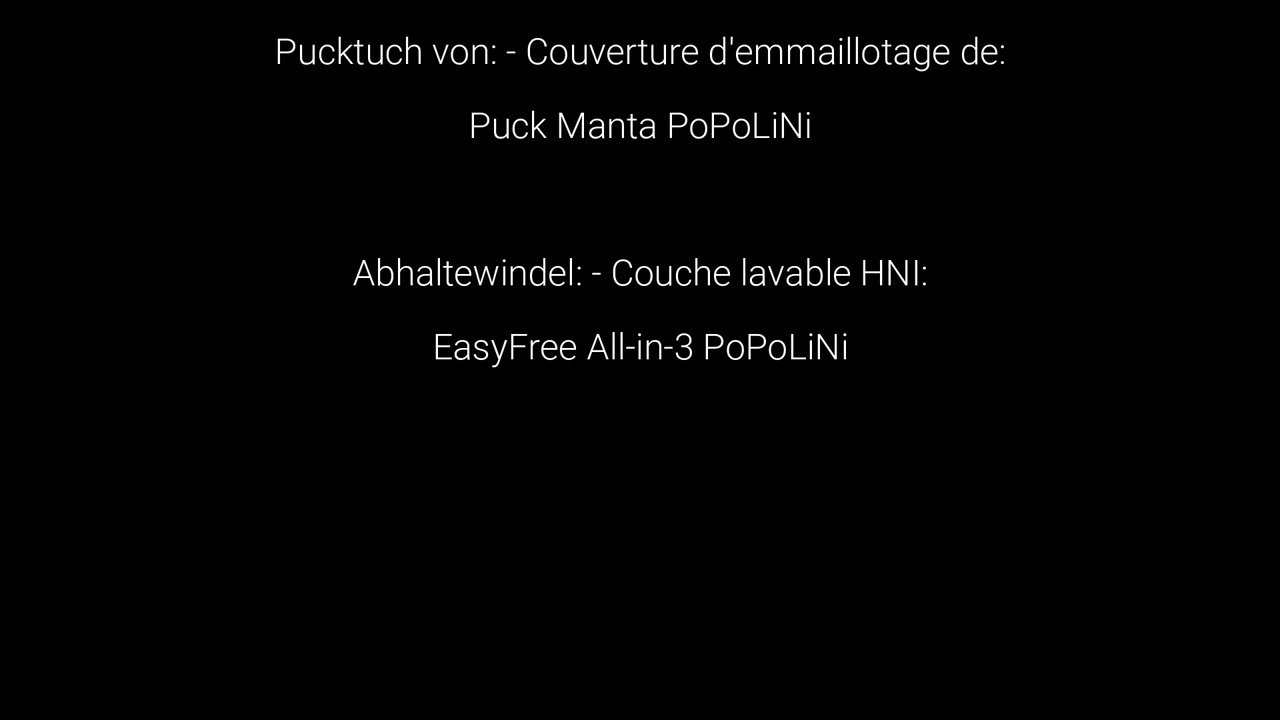 Pucktuch von: - Couverture d'emmaillotage de:
Puck Manta PoPoLiNi
Abhaltewindel: - Couche lavable HNI:
EasyFree All-in-3 PoPoLiNi